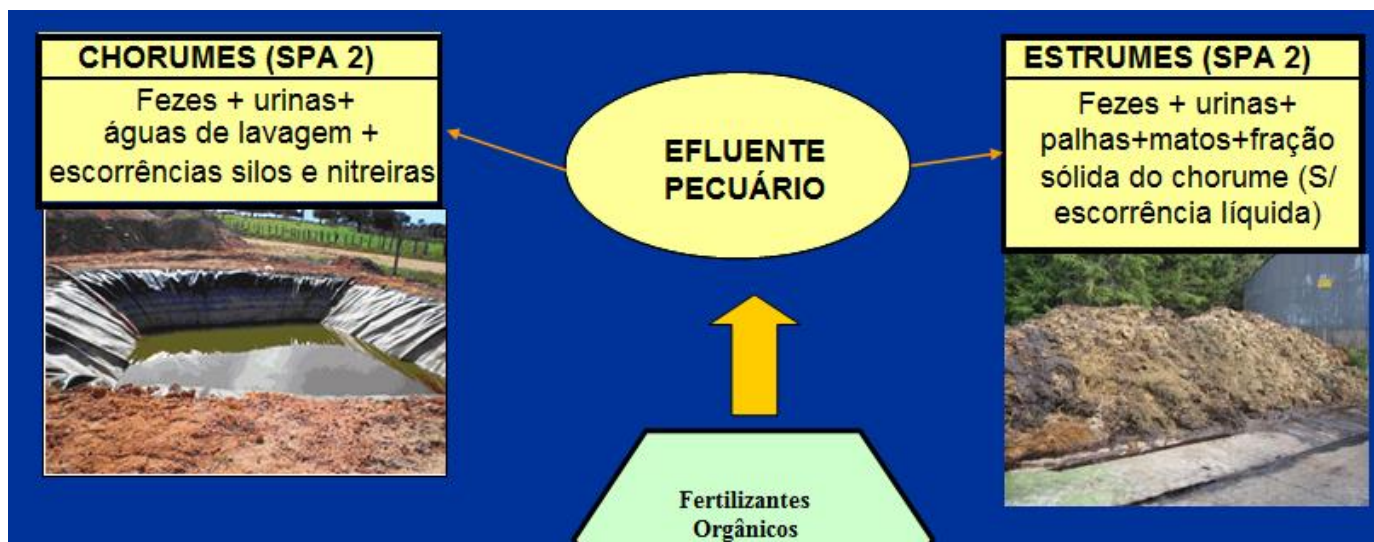 CHORUMES (SPA 2)
Fezes + urinas+
águas de lavagem +
escorrências silos e nitreiras
EFLUENTE
PECUÁRIO
ESTRUMES (SPA 2)
Fezes + urinas+
palhas+matos+fração
sólida do chorume (S/
escorrência líquida)
Fertilizantes
Orgânicos